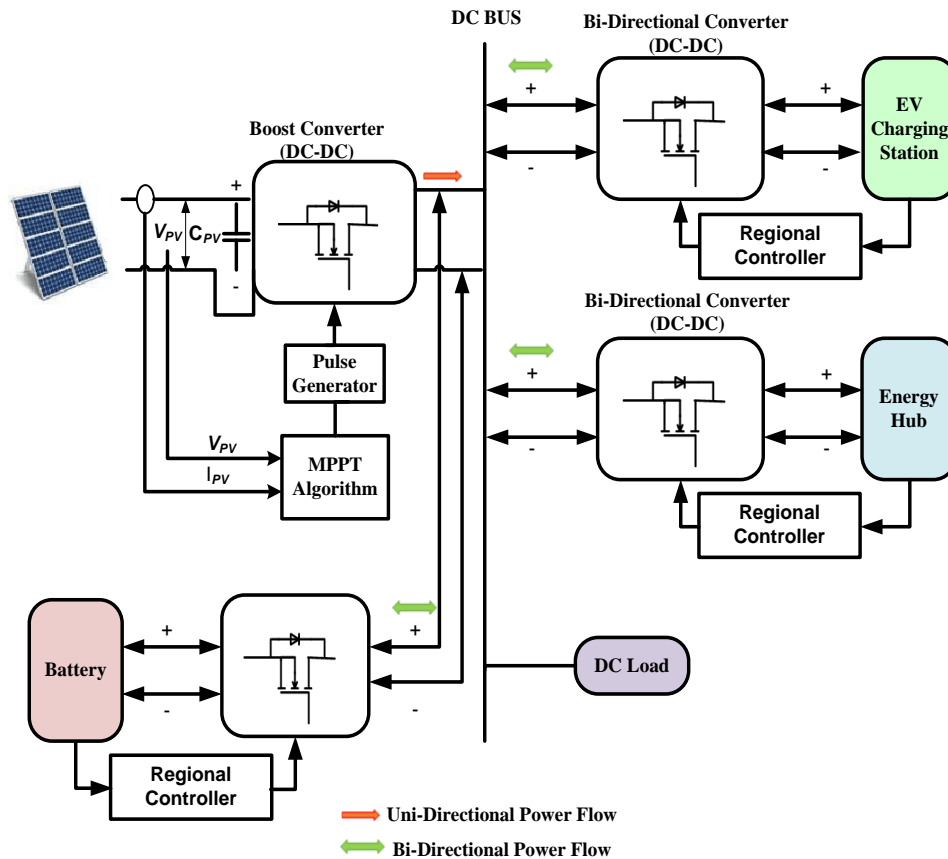 DC BUS
Bi-Directional Converter
(DC-DC)
+
-
+
-
EV
Charging
Station
Regional
Controller
Boost Converter
(DC-DC)
+
-
VPV
CPV
Pulse
Generator
VPV
IPV
MPPT
Algorithm
Bi-Directional Converter
(DC-DC)
+
-
+
-
Energy
Hub
Regional
Controller
Battery
+
-
+
-
Regional
Controller
DC Load
Uni-Directional Power Flow
Bi-Directional Power Flow